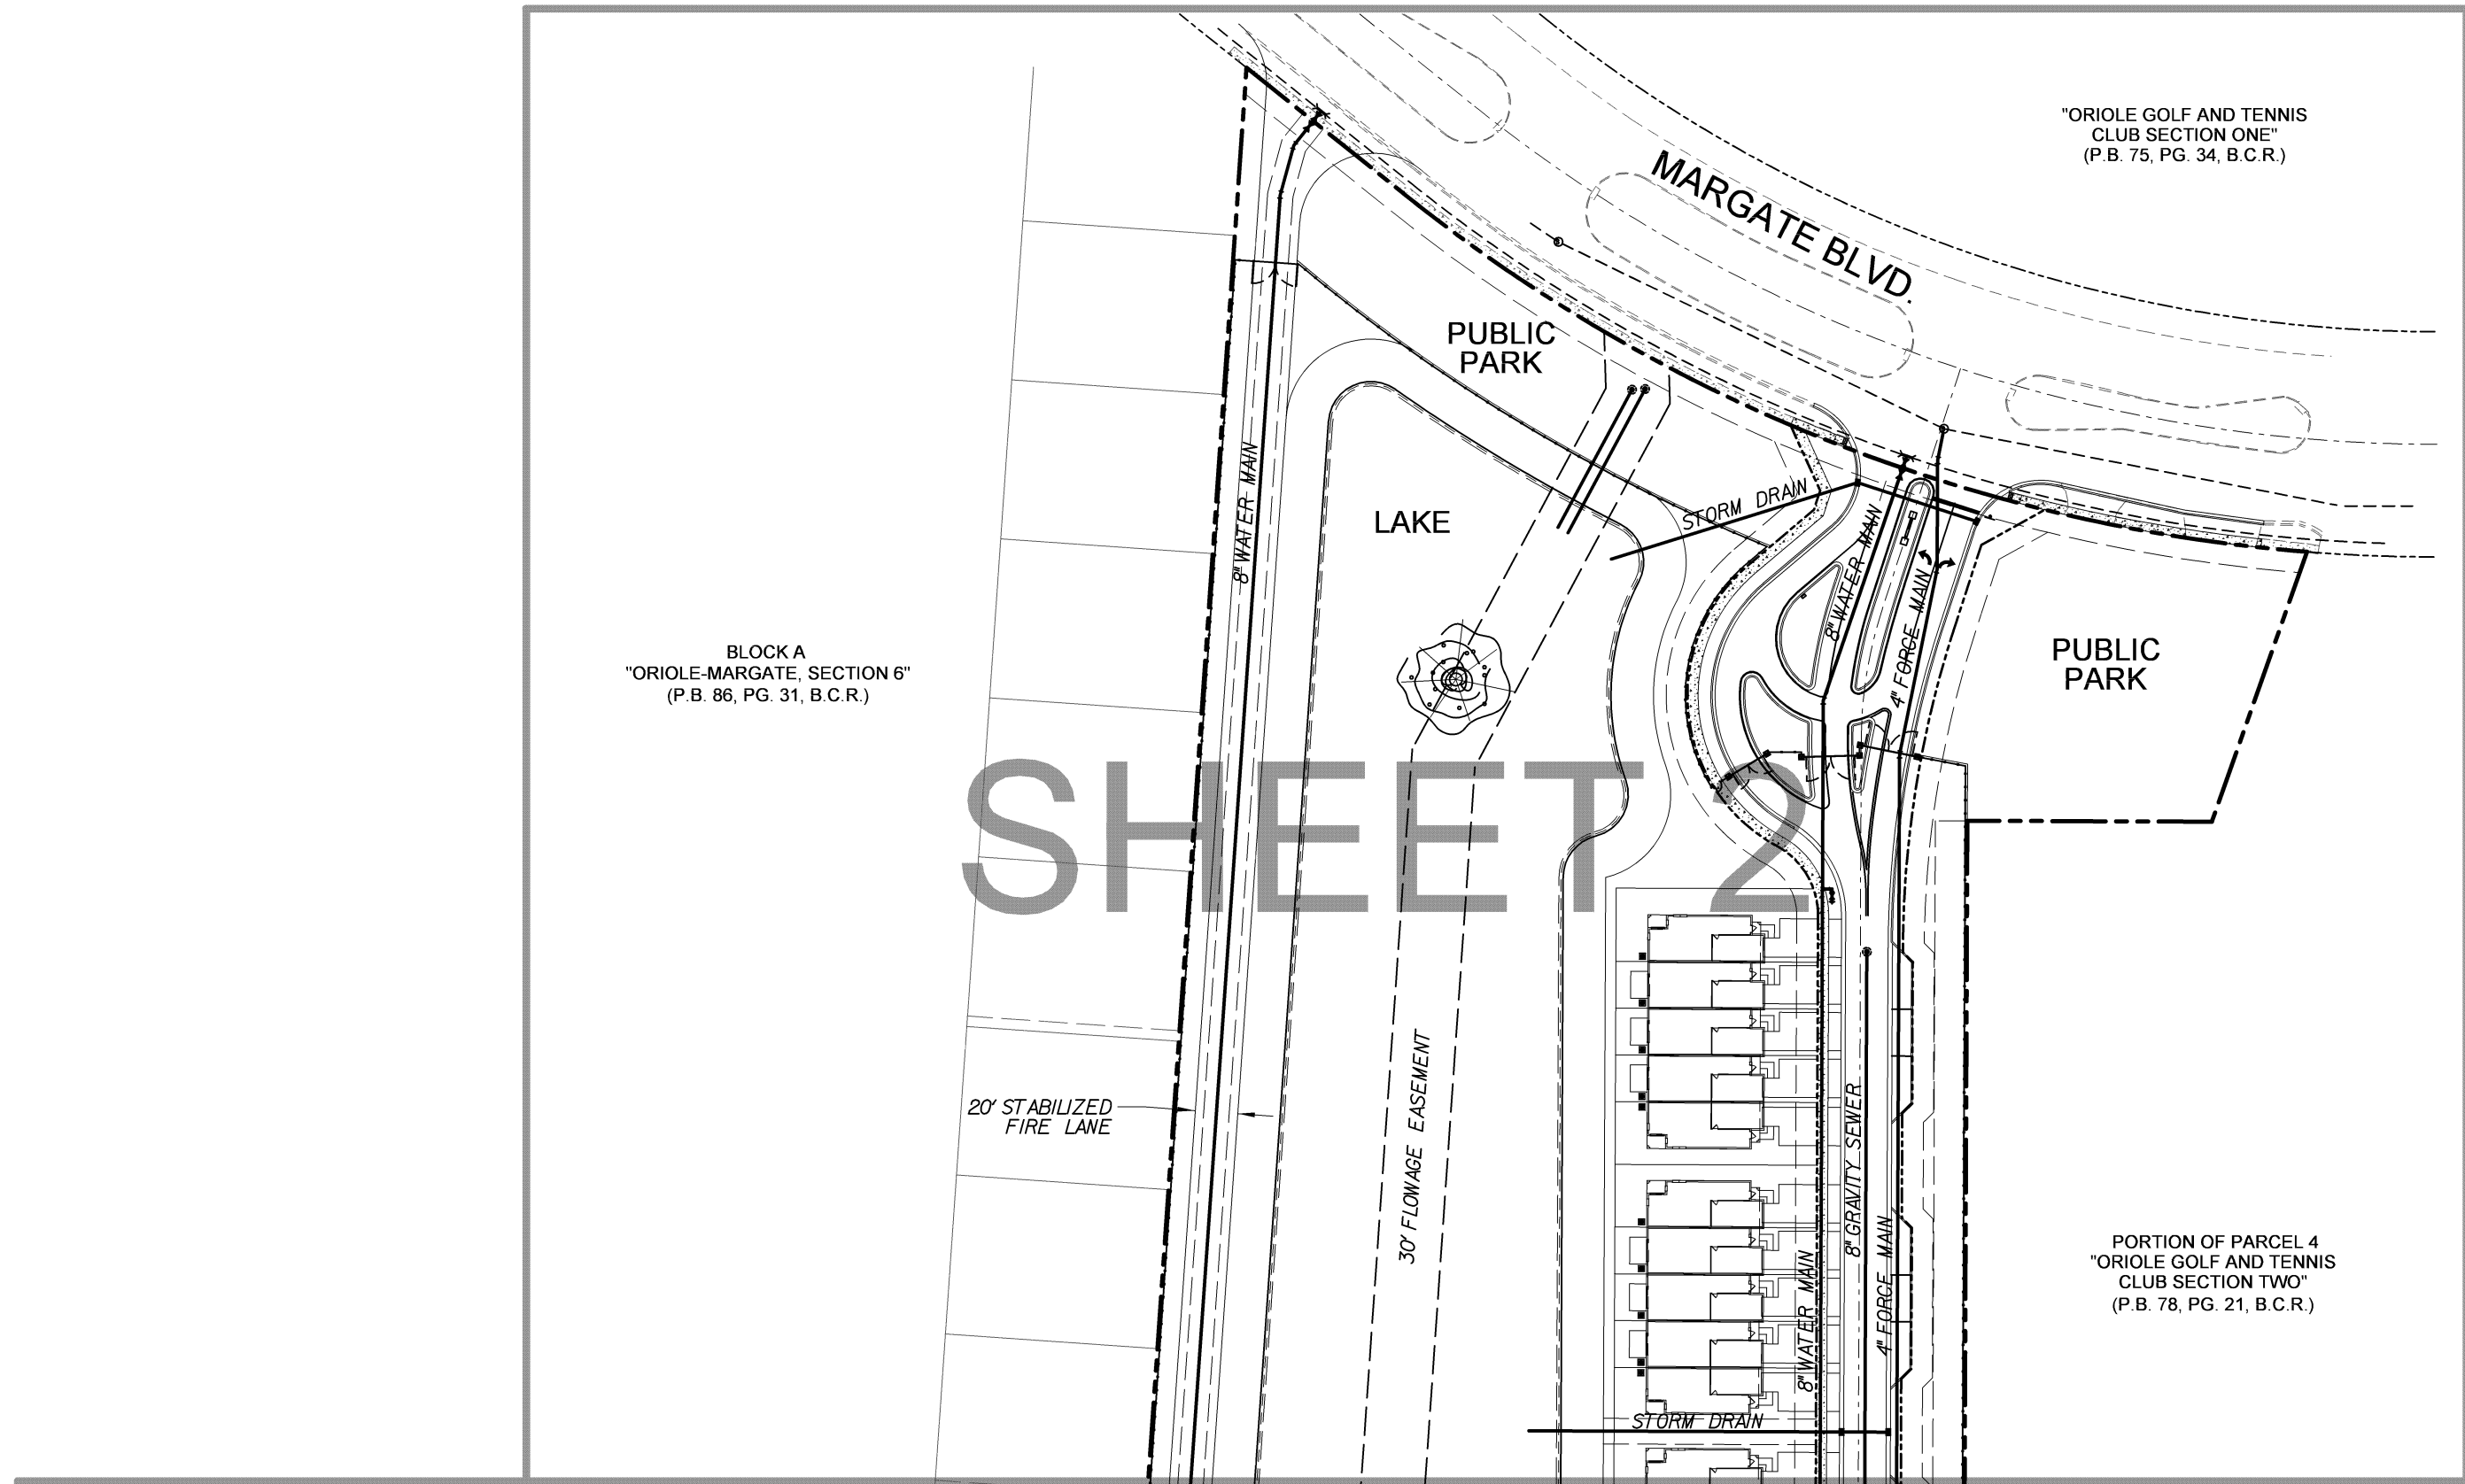 "ORIOLE GOLF AND TENNIS
CLUB SECTION ONE"
(P.B. 75, PG. 34, B.C.R.)
MARGATE BLVD.
PUBLIC
PARK
8" WATER MAIN
LAKE
STORM DRAIN
8" WATER MAIN
4" FORCE MAIN
PUBLIC
PARK
BLOCK A
"ORIOLE-MARGATE, SECTION 6"
(P.B. 86, PG. 31, B.C.R.)
SHEET 2
20' STABILIZED
FIRE LANE
30' FLOWAGE EASEMENT
8" GRAVITY SEWER
8" WATER MAIN
4" FORCE MAIN
PORTION OF PARCEL 4
"ORIOLE GOLF AND TENNIS
CLUB SECTION TWO"
(P.B. 78, PG. 21, B.C.R.)
STORM DRAIN